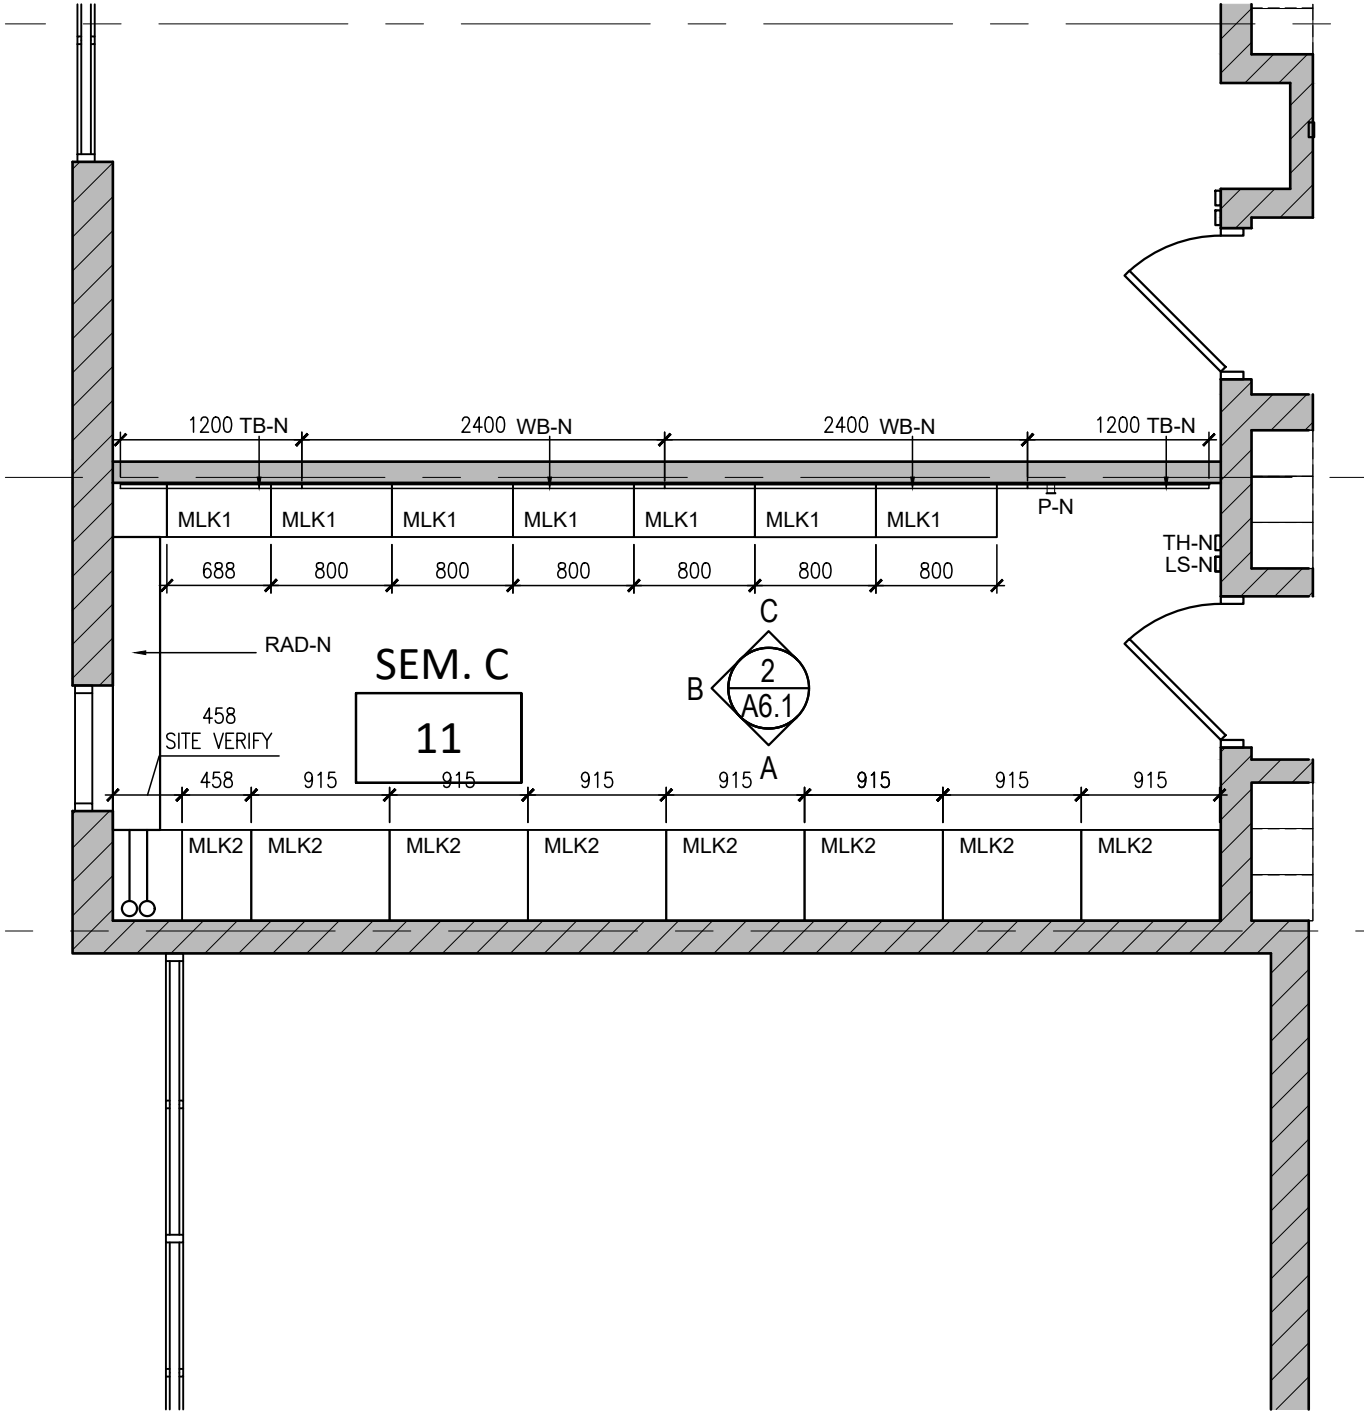 1200 TB-N 2400 WB-N 2400 WB-N 1200 TB-N
P-N
MLK1 MLK1 MLK1 MLK1 MLK1 MLK1 MLK1
TH-N
LS-N
688 800 800 800 800 800 800
C
RAD-N
SEM. C
2
B
A6.1
11
458
SITE VERIFY
A
458 915 915 915 915 915 915 915
MLK2 MLK2 MLK2 MLK2 MLK2 MLK2 MLK2 MLK2